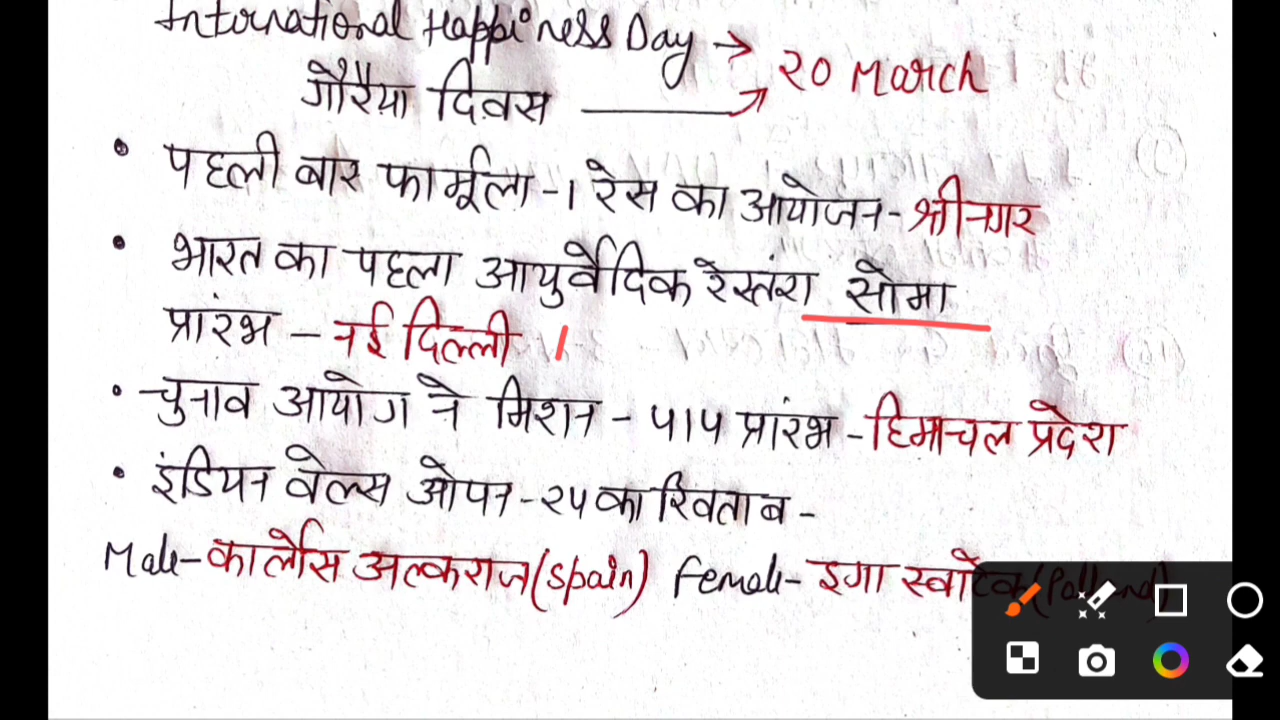 International Happiness Day → 20 March
गौरैया दिवस
• पहली बार फार्मूला-1 रेस का आयोजन- श्रीनगर
• भारत का पहला आयुर्वेदिक रेस्तंरा सोमा
प्रारंभ - नई दिल्ली
• चुनाव आयोग ने मिशन - 414 प्रारंभ - हिमाचल प्रदेश
• इंडियन वेल्स ओपन - 24 का खिताब -
Male- कार्लोस अल्कराज (Spain) Female- इगा स्वाटेक